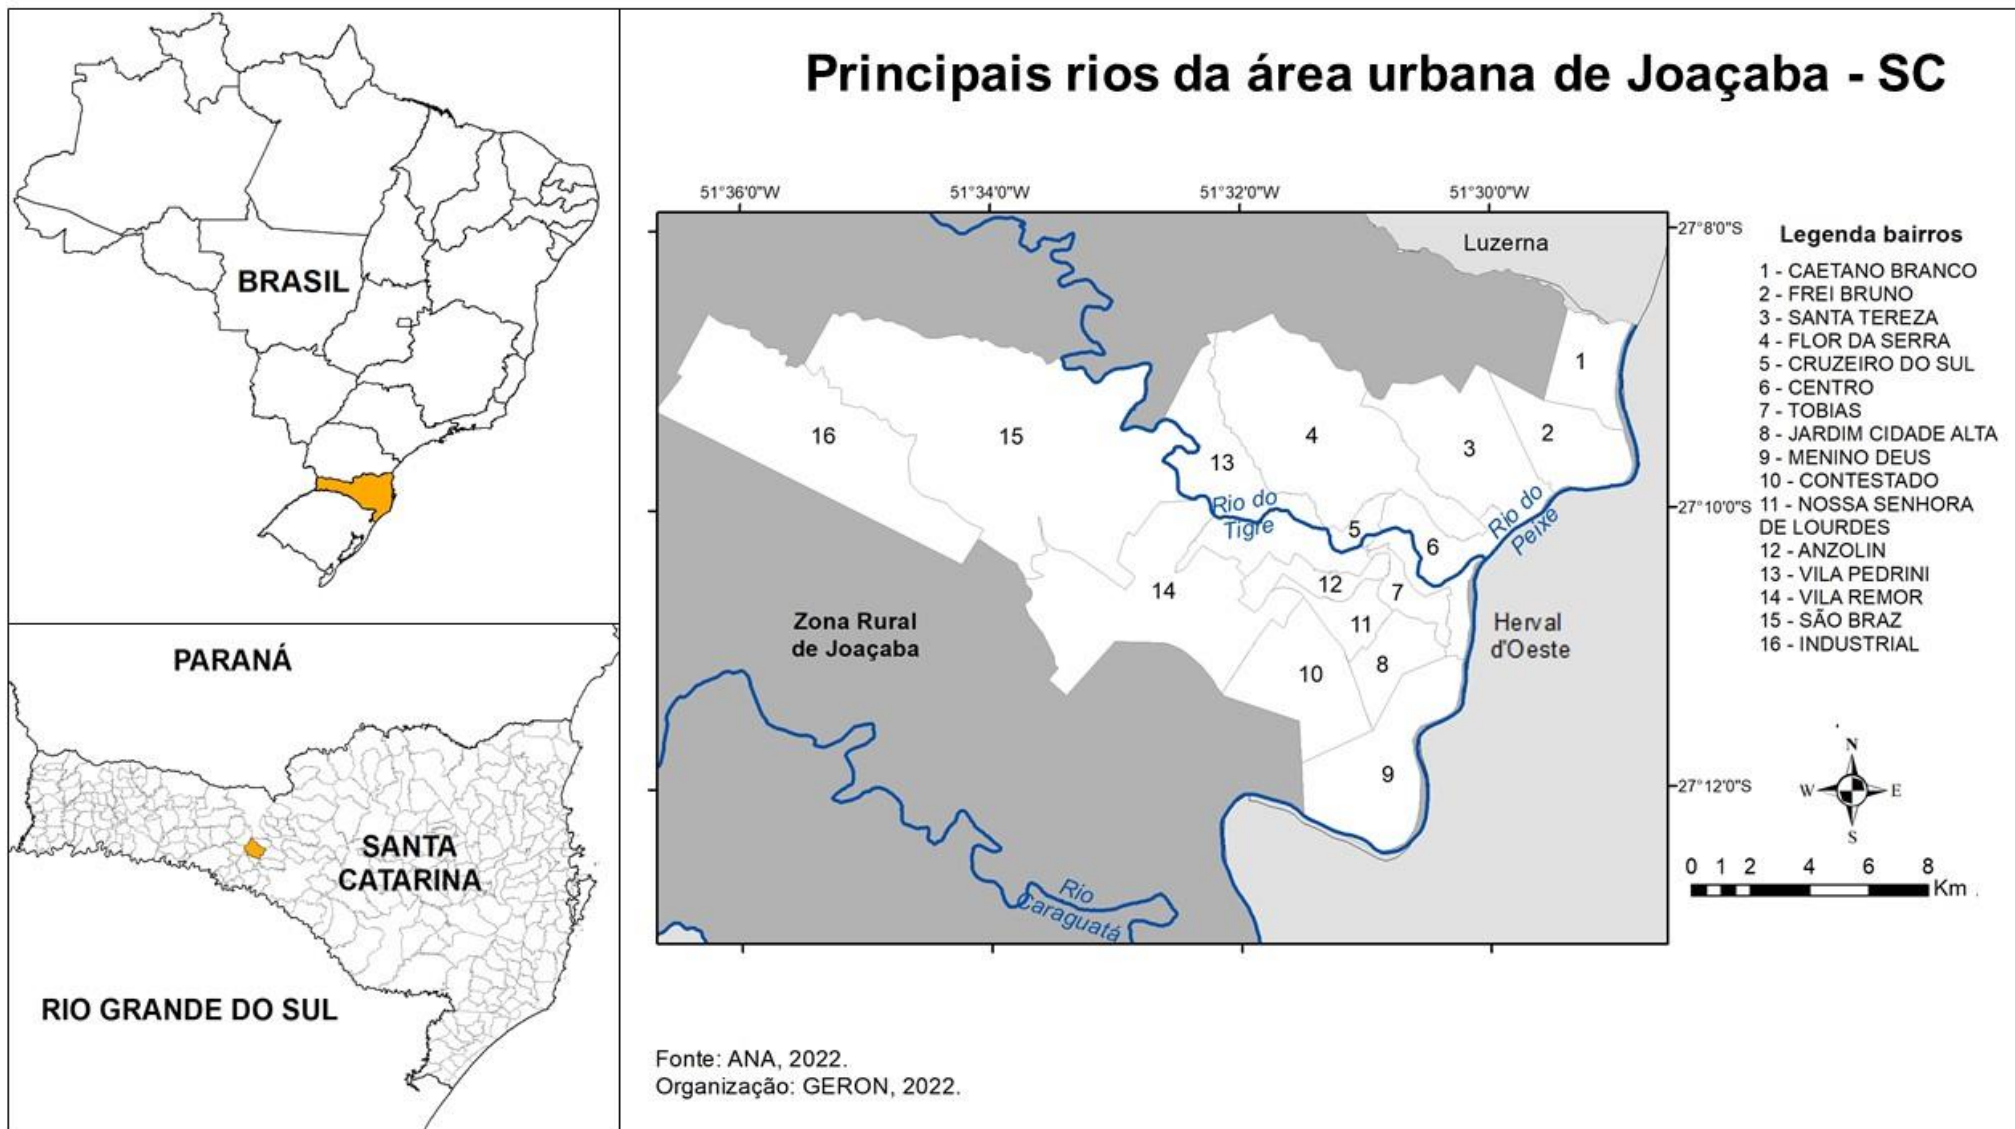 Principais rios da área urbana de Joaçaba - SC
BRASIL
PARANÁ
SANTA
CATARINA
RIO GRANDE DO SUL
51°36'0"W
51°34'0"W
51°32'0"W
51°30'0"W
27°8'0"S
27°10'0"S
27°12'0"S
Luzerna
1
2
3
4
13
15
16
Rio do
Tigre
Rio do
Peixe
5
6
12
7
14
11
8
10
9
Zona Rural
de Joaçaba
Herval
d'Oeste
Rio
Caraguatá
Legenda bairros
1 - CAETANO BRANCO
2 - FREI BRUNO
3 - SANTA TEREZA
4 - FLOR DA SERRA
5 - CRUZEIRO DO SUL
6 - CENTRO
7 - TOBIAS
8 - JARDIM CIDADE ALTA
9 - MENINO DEUS
10 - CONTESTADO
11 - NOSSA SENHORA
DE LOURDES
12 - ANZOLIN
13 - VILA PEDRINI
14 - VILA REMOR
15 - SÃO BRAZ
16 - INDUSTRIAL
N
W E
S
0 1 2 4 6 8
Km
Fonte: ANA, 2022.
Organização: GERON, 2022.